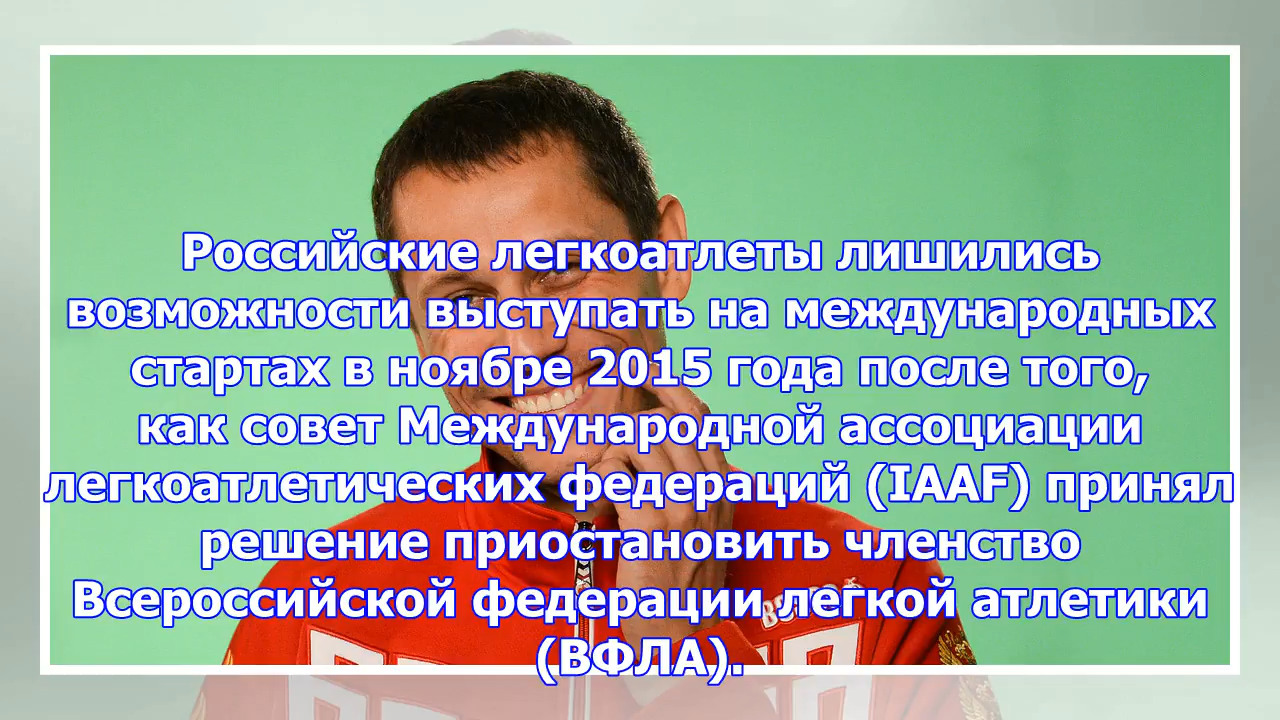 Российские легкоатлеты лишились
возможности выступать на международных
стартах в ноябре 2015 года после того,
как совет Международной ассоциации
легкоатлетических федераций (IAAF) принял
решение приостановить членство
Всероссийской федерации легкой атлетики
(ВФЛА).